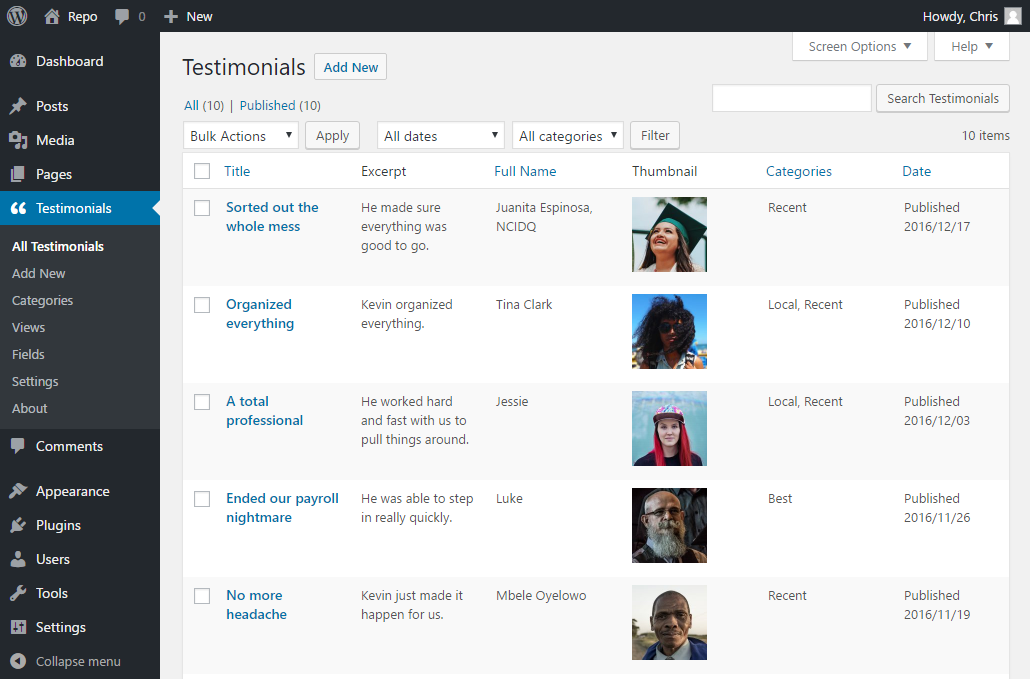 Repo 0 New Howdy, Chris
Screen Options Help
Dashboard
Posts
Media
Pages
Testimonials
All Testimonials
Add New
Categories
Views
Fields
Settings
About
Comments
Appearance
Plugins
Users
Tools
Settings
Collapse menu
Testimonials Add New
All (10) | Published (10)
Search Testimonials
Bulk Actions Apply All dates All categories Filter 10 items
Title Excerpt Full Name Thumbnail Categories Date
Sorted out the
whole mess
He made sure
everything was
good to go.
Juanita Espinosa,
NCIDQ
Recent
Published
2016/12/17
Organized
everything
Kevin organized
everything.
Tina Clark
Local, Recent
Published
2016/12/10
A total
professional
He worked hard
and fast with us to
pull things around.
Jessie
Local, Recent
Published
2016/12/03
Ended our payroll
nightmare
He was able to step
in really quickly.
Luke
Best
Published
2016/11/26
No more
headache
Kevin just made it
happen for us.
Mbele Oyelowo
Recent
Published
2016/11/19